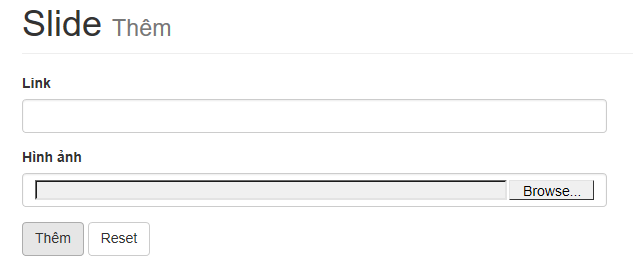 Slide Thêm
Link
Hình ảnh
Browse...
Thêm Reset